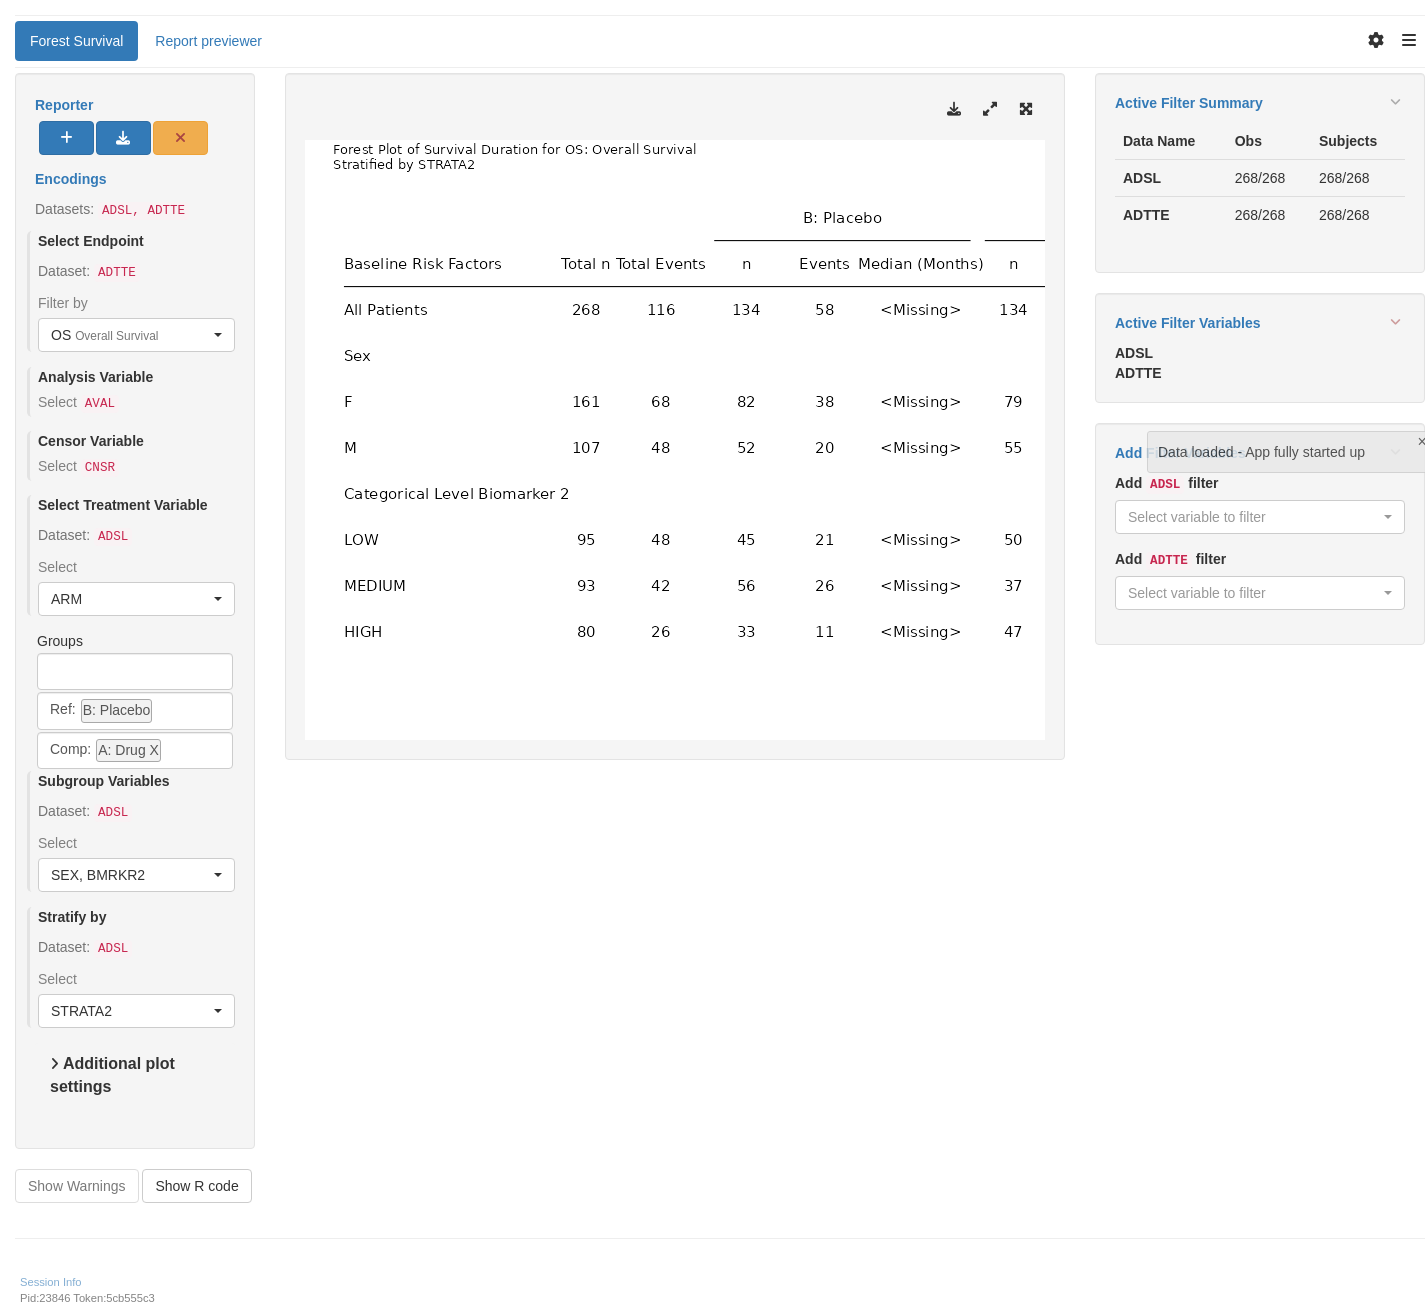 Forest Survival
Report previewer
Reporter
Encodings
Datasets: ADSL, ADTTE
Select Endpoint
Dataset: ADTTE
Filter by
OS Overall Survival
Analysis Variable
Select AVAL
Censor Variable
Select CNSR
Select Treatment Variable
Dataset: ADSL
Select
ARM
Groups
Ref: B: Placebo
Comp: A: Drug X
Subgroup Variables
Dataset: ADSL
Select
SEX, BMRKR2
Stratify by
Dataset: ADSL
Select
STRATA2
Additional plot
settings
Show Warnings
Show R code
Forest Plot of Survival Duration for OS: Overall Survival
Stratified by STRATA2
B: Placebo
Baseline Risk Factors Total n Total Events n Events Median (Months) n
All Patients 268 116 134 58 <Missing> 134
Sex
F 161 68 82 38 <Missing> 79
M 107 48 52 20 <Missing> 55
Categorical Level Biomarker 2
LOW 95 48 45 21 <Missing> 50
MEDIUM 93 42 56 26 <Missing> 37
HIGH 80 26 33 11 <Missing> 47
Active Filter Summary
Data Name Obs Subjects
ADSL 268/268 268/268
ADTTE 268/268 268/268
Active Filter Variables
ADSL
ADTTE
Add
Data loaded - App fully started up
×
Add ADSL filter
Select variable to filter
Add ADTTE filter
Select variable to filter
Session Info
Pid:23846 Token:5cb555c3